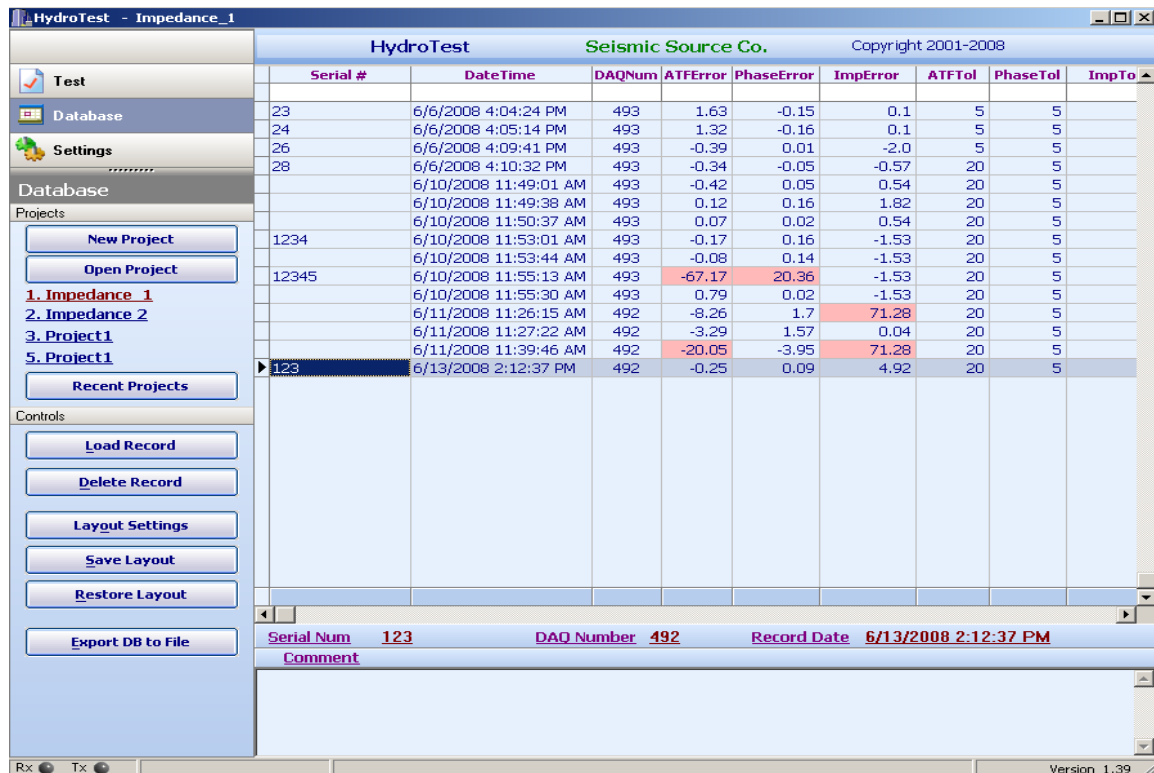 HydroTest - Impedance_1
HydroTest Seismic Source Co. Copyright 2001-2008
Test
Database
Settings
Database
Projects
New Project
Open Project
1. Impedance_1
2. Impedance 2
3. Project1
5. Project1
Recent Projects
Controls
Load Record
Delete Record
Layout Settings
Save Layout
Restore Layout
Export DB to File
Serial # DateTime DAQNum ATFError PhaseError ImpError ATFTol PhaseTol ImpTo
23 6/6/2008 4:04:24 PM 493 1.63 -0.15 0.1 5 5
24 6/6/2008 4:05:14 PM 493 1.32 -0.16 0.1 5 5
26 6/6/2008 4:09:41 PM 493 -0.39 0.01 -2.0 5 5
28 6/6/2008 4:10:32 PM 493 -0.34 -0.05 -0.57 20 5
6/10/2008 11:49:01 AM 493 -0.42 0.05 0.54 20 5
6/10/2008 11:49:38 AM 493 0.12 0.16 1.82 20 5
6/10/2008 11:50:37 AM 493 0.07 0.02 0.54 20 5
1234 6/10/2008 11:53:01 AM 493 -0.17 0.16 -1.53 20 5
6/10/2008 11:53:44 AM 493 -0.08 0.14 -1.53 20 5
12345 6/10/2008 11:55:13 AM 493 -67.17 20.36 -1.53 20 5
6/10/2008 11:55:30 AM 493 0.79 0.02 -1.53 20 5
6/11/2008 11:26:15 AM 492 -8.26 1.7 71.28 20 5
6/11/2008 11:27:22 AM 492 -3.29 1.57 0.04 20 5
6/11/2008 11:39:46 AM 492 -20.05 -3.95 71.28 20 5
123 6/13/2008 2:12:37 PM 492 -0.25 0.09 4.92 20 5
Serial Num 123 DAQ Number 492 Record Date 6/13/2008 2:12:37 PM
Comment
Rx Tx Version 1.39